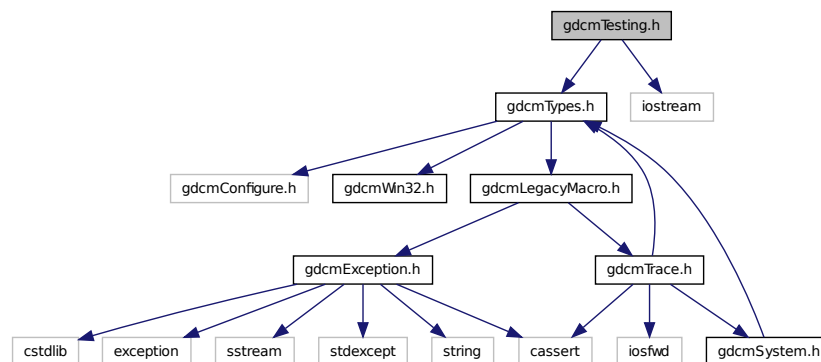 gdcmTesting.h
gdcmTypes.h
iostream
gdcmConfigure.h
gdcmWin32.h
gdcmLegacyMacro.h
gdcmException.h
gdcmTrace.h
cstdlib
exception
sstream
stdexcept
string
cassert
iosfwd
gdcmSystem.h